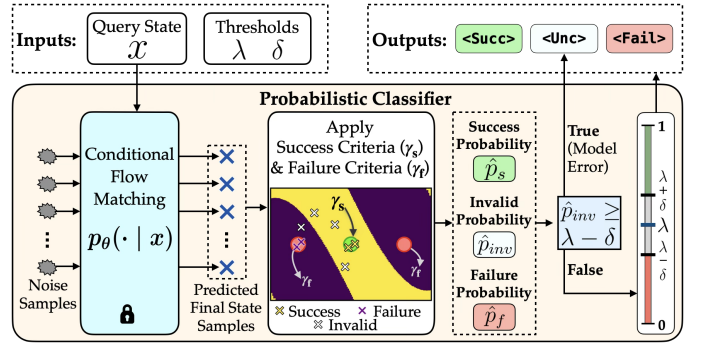 Inputs:
Query State
x
Thresholds
λ δ
Outputs:
<Succ>
<Unc>
<Fail>
Probabilistic Classifier
Conditional
Flow
Matching
pθ(· | x)
Noise
Samples
Predicted
Final State
Samples
Apply
Success Criteria (γs)
& Failure Criteria (γf)
γs
γf
γf
Success
Failure
Invalid
Success
Probability
p̂s
Invalid
Probability
p̂inv
Failure
Probability
p̂f
True
(Model
Error)
p̂inv ≥
λ − δ
False
1
λ + δ
λ
λ − δ
0